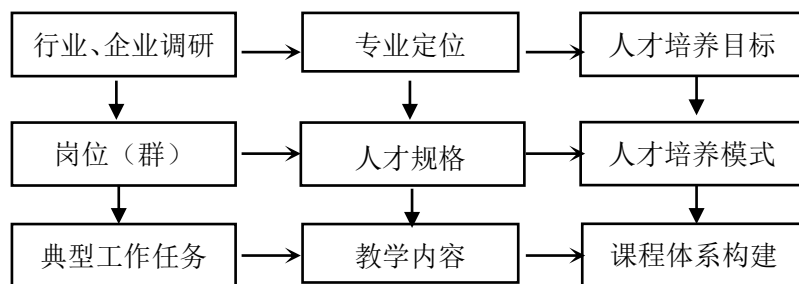 行业、企业调研
专业定位
人才培养目标
岗位（群）
人才规格
人才培养模式
典型工作任务
教学内容
课程体系构建